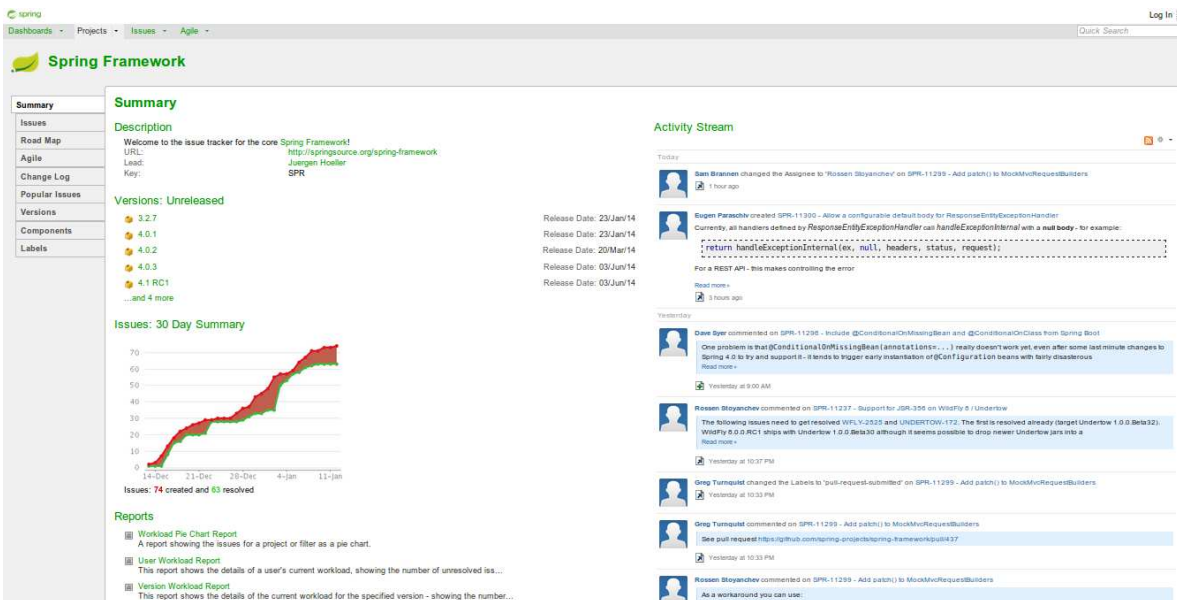 spring
Log In
Dashboards Projects Issues Agile
Quick Search
Spring Framework
Summary
Issues
Road Map
Agile
Change Log
Popular Issues
Versions
Components
Labels
Summary
Description
Welcome to the issue tracker for the core Spring Framework!
URL: http://springsource.org/spring-framework
Lead: Juergen Hoeller
Key: SPR
Versions: Unreleased
3.2.7 Release Date: 23/Jan/14
4.0.1 Release Date: 23/Jan/14
4.0.2 Release Date: 20/Mar/14
4.0.3 Release Date: 03/Jun/14
4.1 RC1 Release Date: 03/Jun/14
...and 4 more
Issues: 30 Day Summary
70
60
50
40
30
20
10
0
14-Dec 21-Dec 28-Dec 4-Jan 11-Jan
Issues: 74 created and 63 resolved
Reports
Workload Pie Chart Report
A report showing the issues for a project or filter as a pie chart.
User Workload Report
This report shows the details of a user's current workload, showing the number of unresolved iss...
Version Workload Report
This report shows the details of the current workload for the specified version - showing the number...
Activity Stream
Today
Sam Brannen changed the Assignee to 'Rossen Stoyanchev' on SPR-11299 - Add patch() to MockMvcRequestBuilders
1 hour ago
Eugen Paraschiv created SPR-11300 - Allow a configurable default body for ResponseEntityExceptionHandler
Currently, all handlers defined by ResponseEntityExceptionHandler call handleExceptionInternal with a null body - for example:
return handleExceptionInternal(ex, null, headers, status, request);
For a REST API - this makes controlling the error
Read more»
3 hours ago
Yesterday
Dave Syer commented on SPR-11296 - Include @ConditionalOnMissingBean and @ConditionalOnClass from Spring Boot
One problem is that @ConditionalOnMissingBean(annotations=...) really doesn't work yet, even after some last minute changes to
Spring 4.0 to try and support it - it tends to trigger early instantiation of @Configuration beans with fairly disastrous
Read more»
Yesterday at 9:00 AM
Rossen Stoyanchev commented on SPR-11237 - Support for JSR-356 on WildFly 8 / Undertow
The following issues need to get resolved WFLY-2525 and UNDERTOW-172. The first is resolved already (target Undertow 1.0.0.Beta32).
WildFly 8.0.0.RC1 ships with Undertow 1.0.0.Beta30 although it seems possible to drop newer Undertow jars into a
Read more»
Yesterday at 10:37 PM
Greg Turnquist changed the Labels to 'pull-request-submitted' on SPR-11299 - Add patch() to MockMvcRequestBuilders
Yesterday at 10:33 PM
Greg Turnquist commented on SPR-11299 - Add patch() to MockMvcRequestBuilders
See pull request https://github.com/spring-projects/spring-framework/pull/437
Yesterday at 10:33 PM
Rossen Stoyanchev commented on SPR-11299 - Add patch() to MockMvcRequestBuilders
As a workaround you can use: